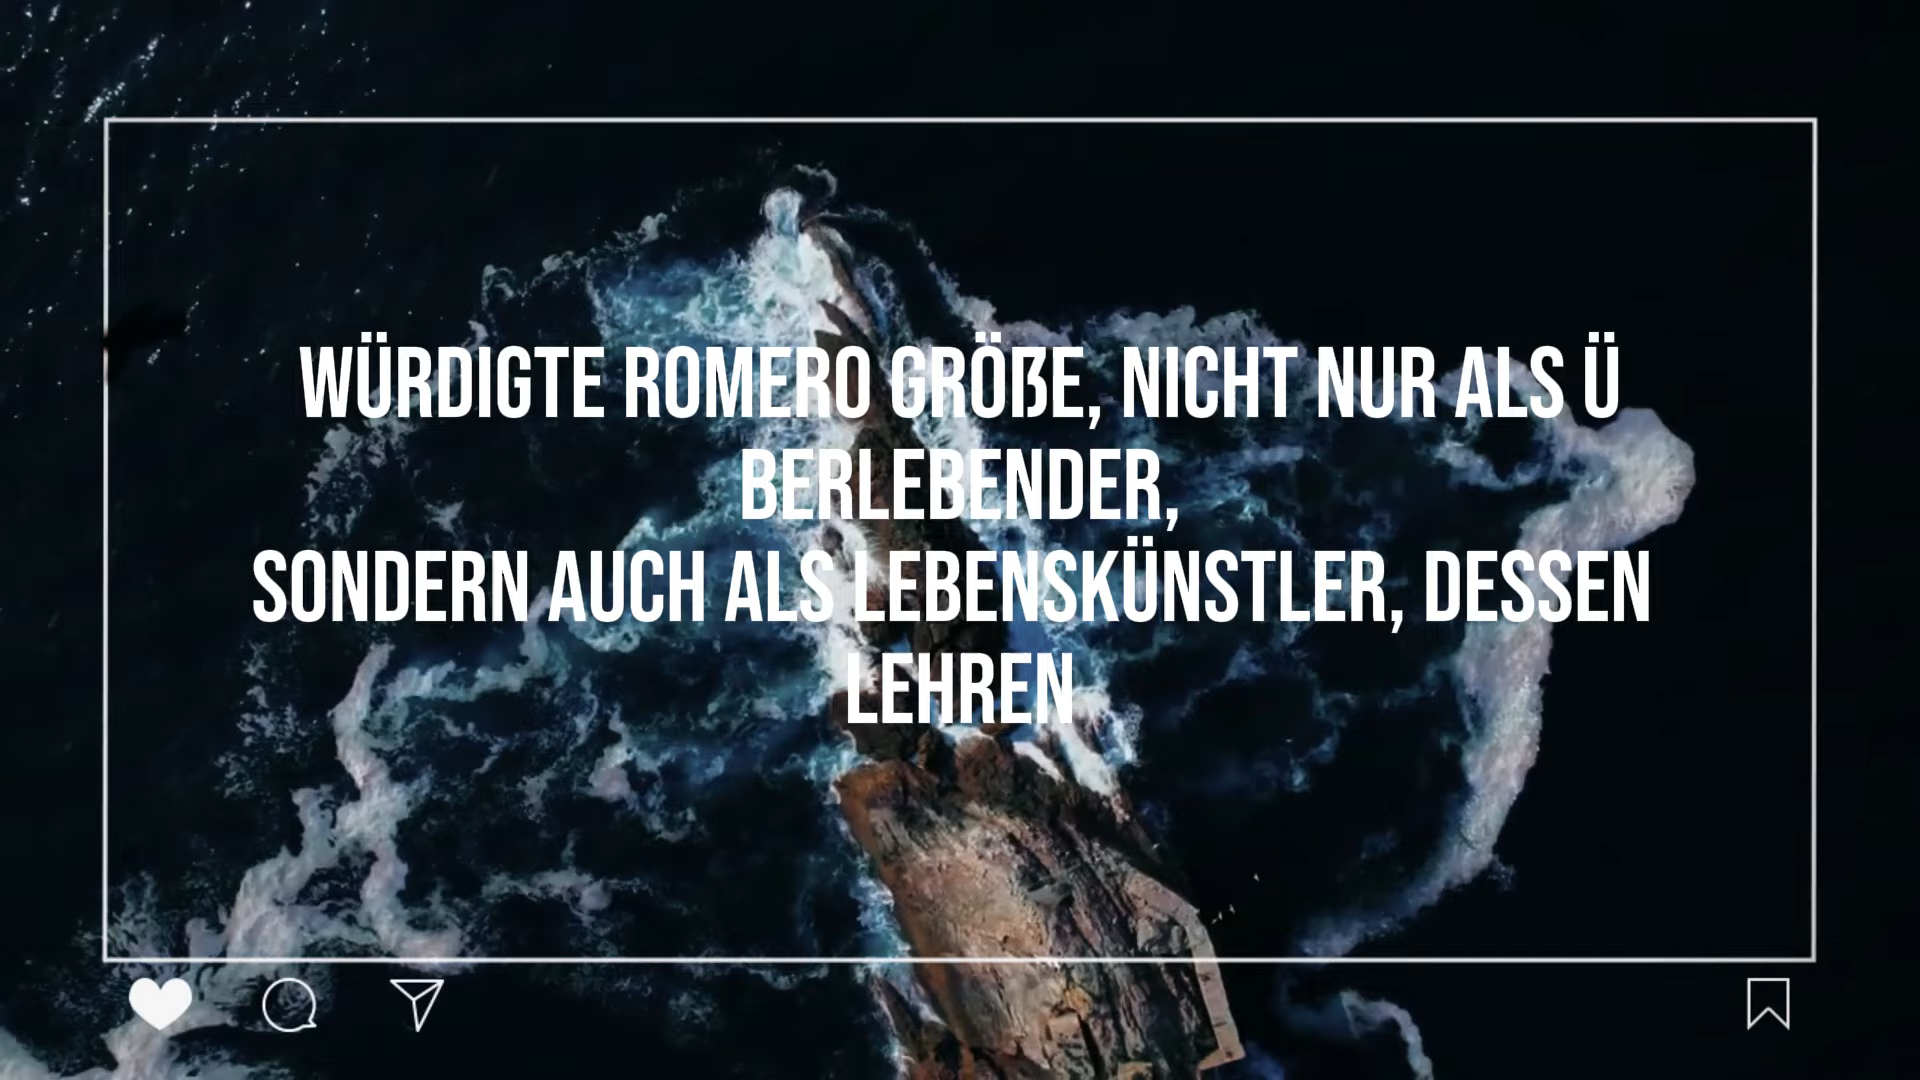 WÜRDIGTE ROMERO GRÖßE, NICHT NUR ALS Ü
BERLEBENDER,
SONDERN AUCH ALS LEBENSKÜNSTLER, DESSEN
LEHREN